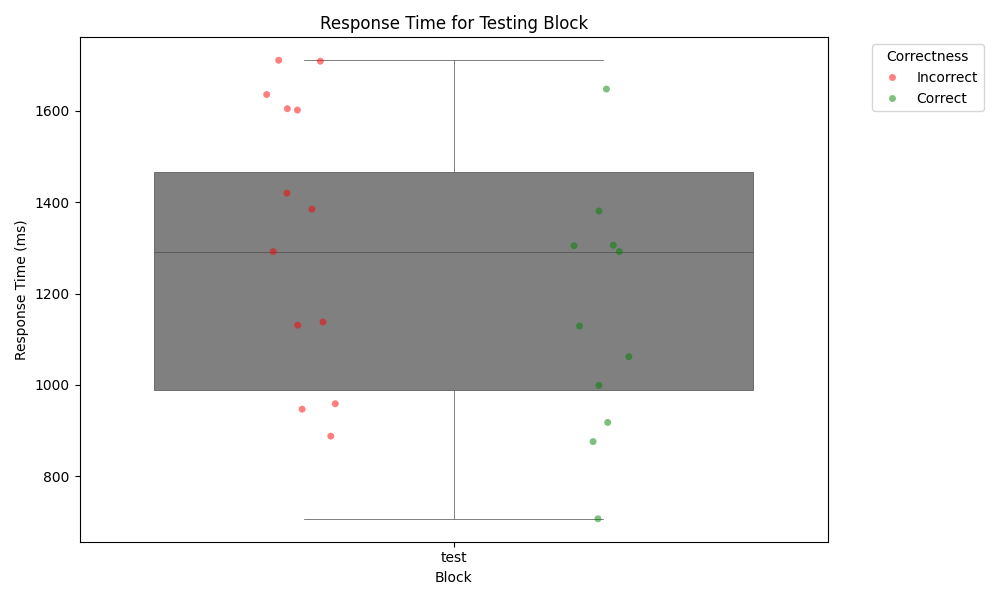 Response Time for Testing Block
Correctness
Incorrect
Correct
1600
1400
1200
1000
800
Response Time (ms)
test
Block